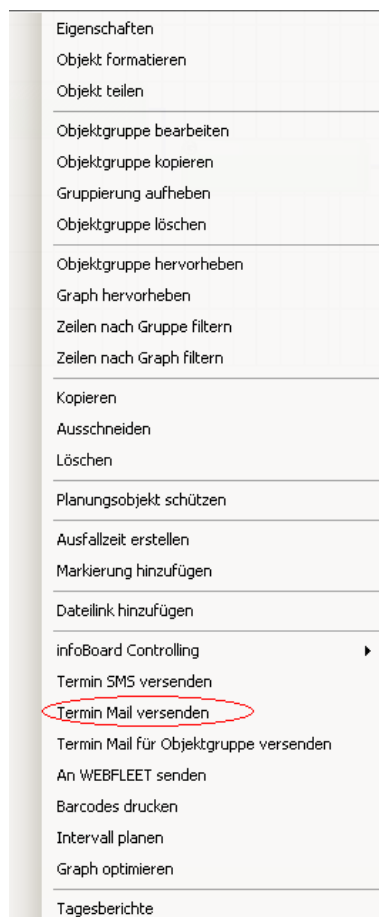 Eigenschaften
Objekt formatieren
Objekt teilen
Objektgruppe bearbeiten
Objektgruppe kopieren
Gruppierung aufheben
Objektgruppe löschen
Objektgruppe hervorheben
Graph hervorheben
Zeilen nach Gruppe filtern
Zeilen nach Graph filtern
Kopieren
Ausschneiden
Löschen
Planungsobjekt schützen
Ausfallzeit erstellen
Markierung hinzufügen
Dateilink hinzufügen
infoBoard Controlling
Termin SMS versenden
Termin Mail versenden
Termin Mail für Objektgruppe versenden
An WEBFLEET senden
Barcodes drucken
Intervall planen
Graph optimieren
Tagesberichte